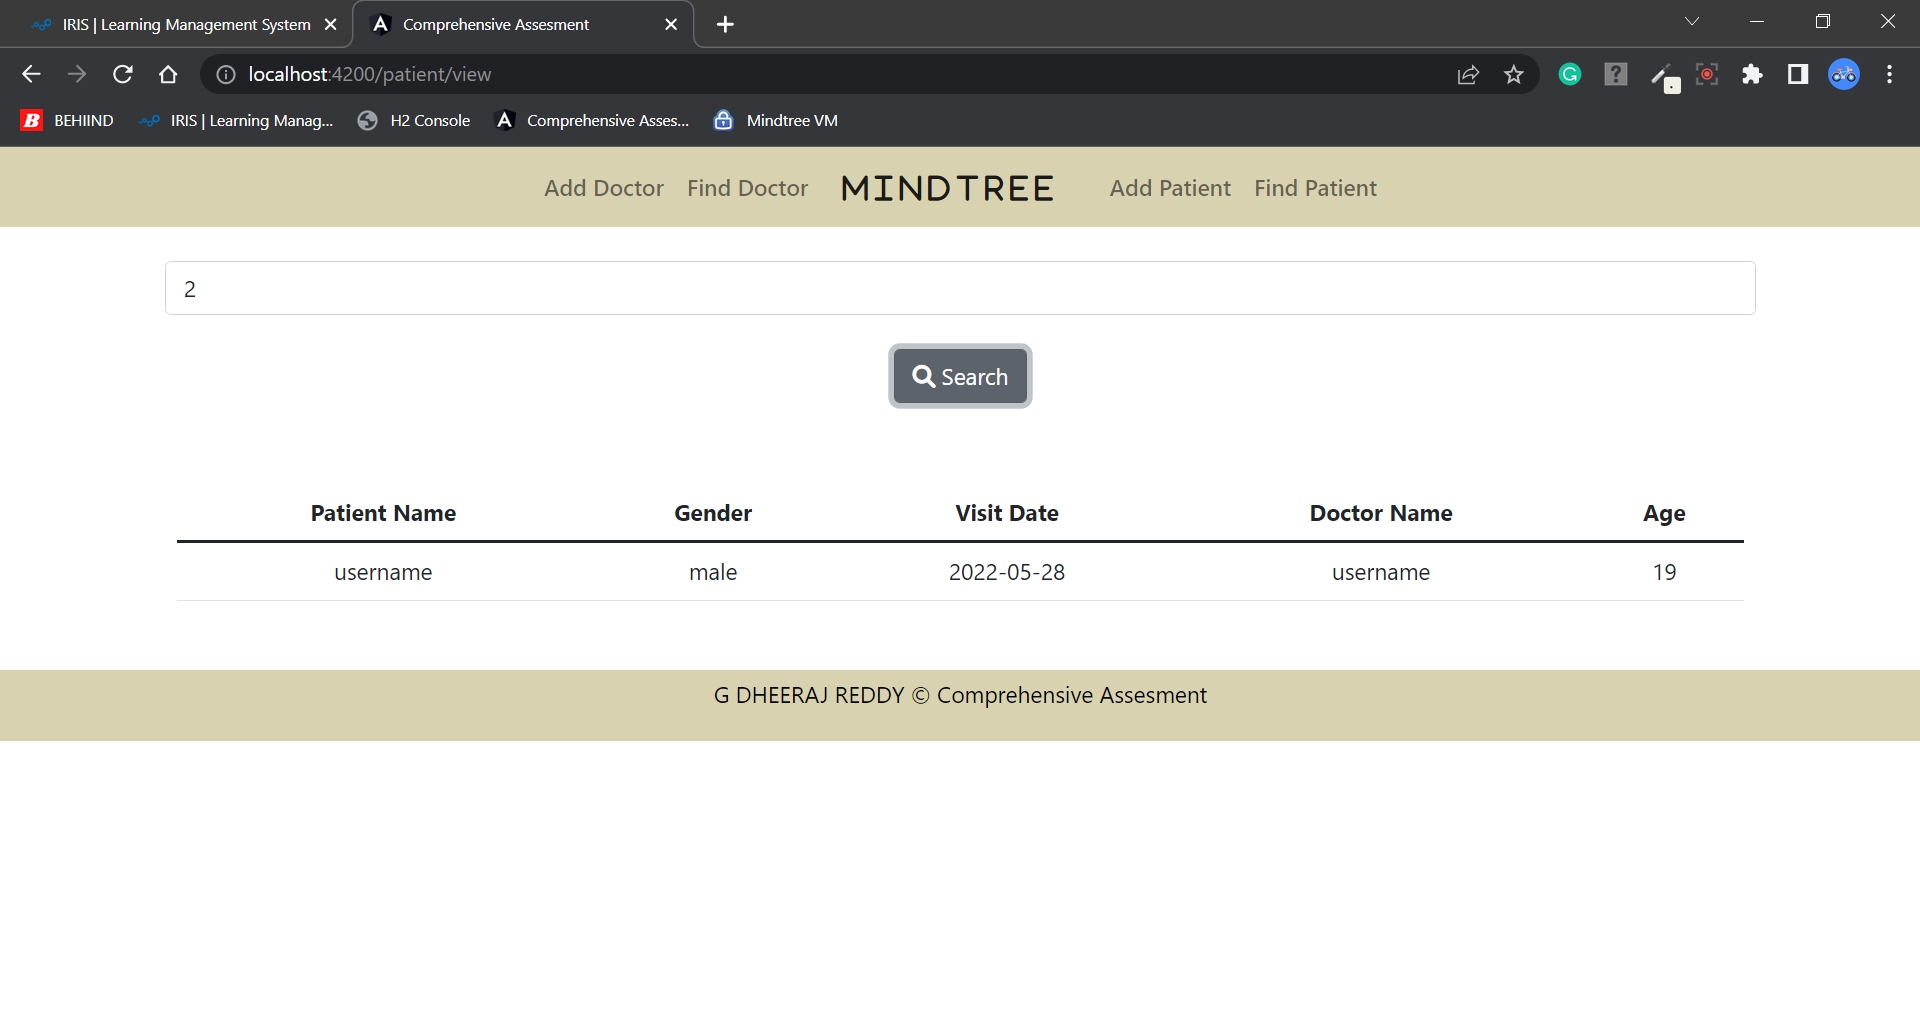 IRIS | Learning Management System
Comprehensive Assesment
localhost:4200/patient/view
BEHIIND
IRIS | Learning Manag...
H2 Console
Comprehensive Asses...
Mindtree VM
Add Doctor Find Doctor MINDTREE Add Patient Find Patient
2
Search
Patient Name Gender Visit Date Doctor Name Age
username male 2022-05-28 username 19
G DHEERAJ REDDY © Comprehensive Assesment